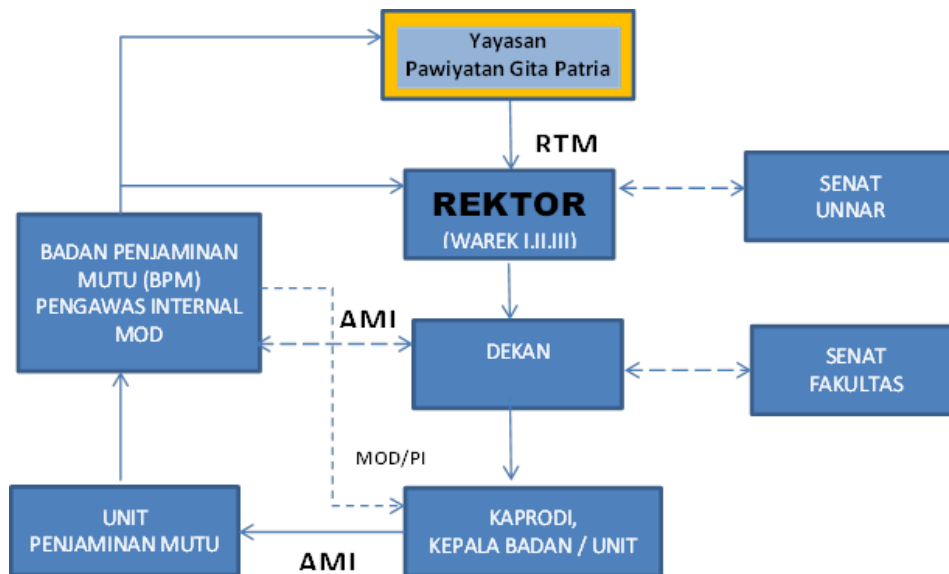 Yayasan
Pawiyatan Gita Patria
RTM
REKTOR
(WAREK I.II.III)
SENAT
UNNAR
BADAN PENJAMINAN
MUTU (BPM)
PENGAWAS INTERNAL
MOD
AMI
DEKAN
SENAT
FAKULTAS
MOD/PI
UNIT
PENJAMINAN MUTU
AMI
KAPRODI,
KEPALA BADAN / UNIT